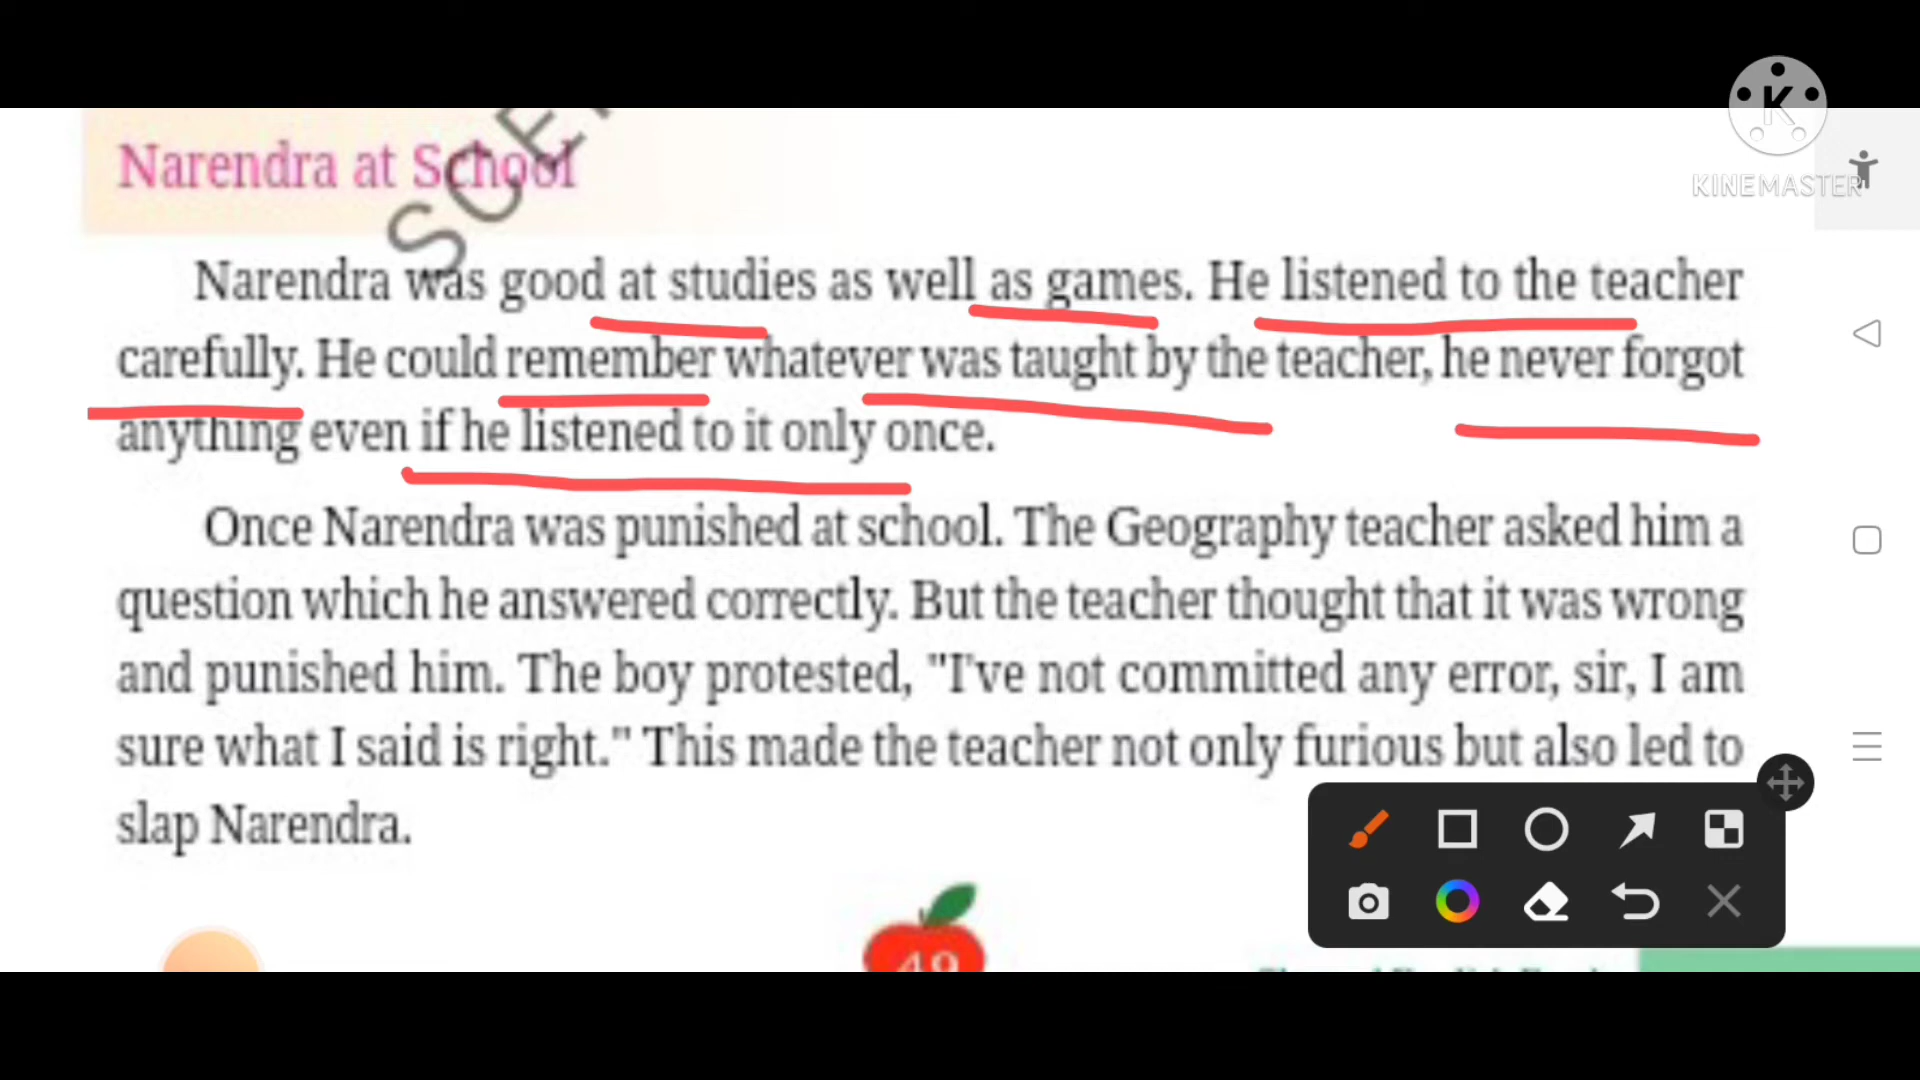 Narendra at School
SCE
KINEMASTER
Narendra was good at studies as well as games. He listened to the teacher
carefully. He could remember whatever was taught by the teacher, he never forgot
anything even if he listened to it only once.
Once Narendra was punished at school. The Geography teacher asked him a
question which he answered correctly. But the teacher thought that it was wrong
and punished him. The boy protested, "I've not committed any error, sir, I am
sure what I said is right." This made the teacher not only furious but also led to
slap Narendra.
49